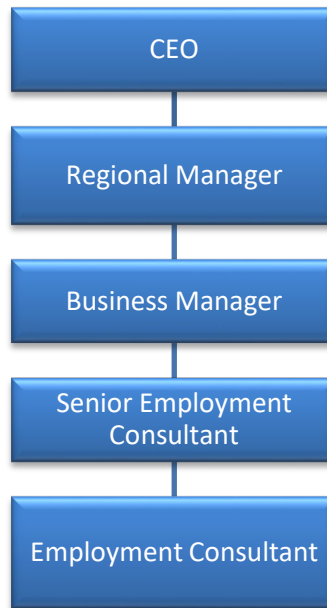 CEO
Regional Manager
Business Manager
Senior Employment
Consultant
Employment Consultant